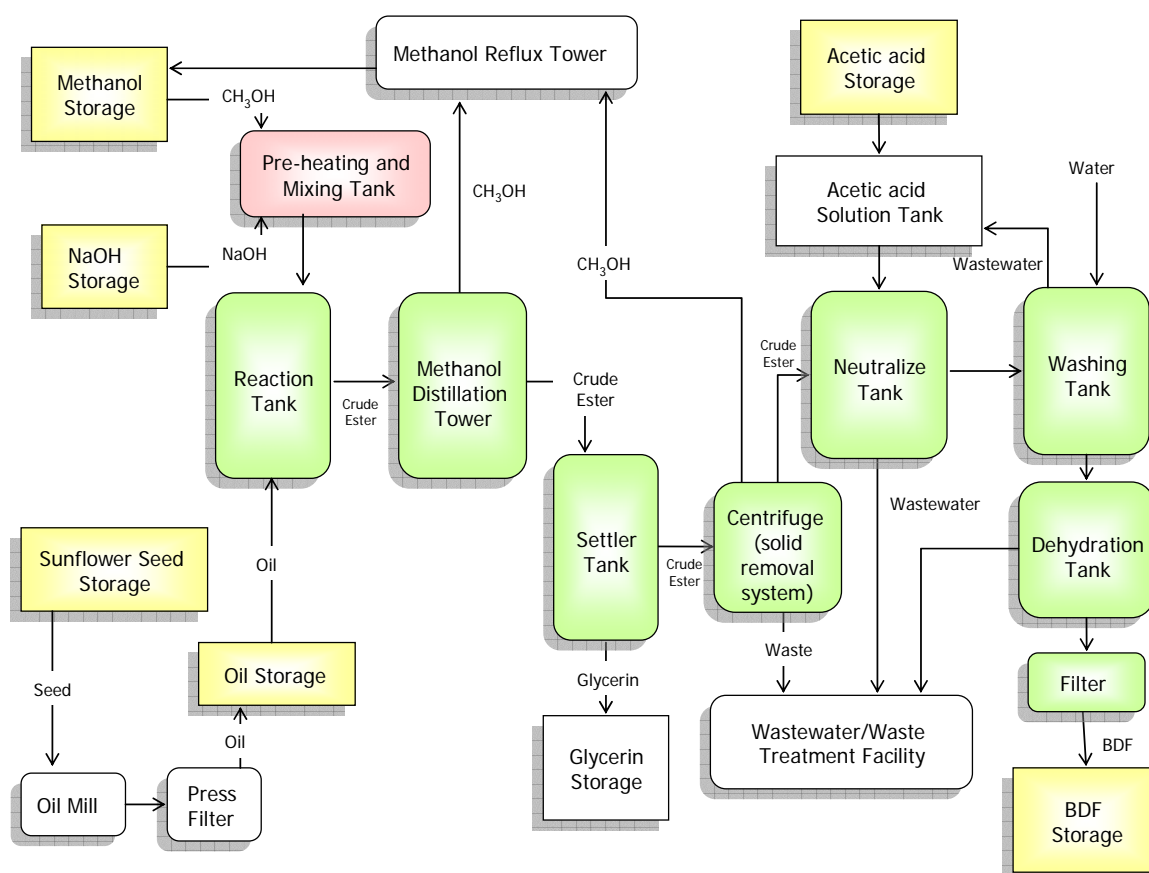 Methanol Reflux Tower
Methanol
Storage
CH₃OH
Pre-heating and
Mixing Tank
NaOH
Storage
NaOH
CH₃OH
CH₃OH
Acetic acid
Storage
Acetic acid
Solution Tank
Water
Wastewater
Reaction
Tank
Crude
Ester
Methanol
Distillation
Tower
Crude
Ester
Crude
Ester
Neutralize
Tank
Washing
Tank
Sunflower Seed
Storage
Oil
Settler
Tank
Crude
Ester
Centrifuge
(solid
removal
system)
Wastewater
Dehydration
Tank
Seed
Oil Storage
Glycerin
Waste
Filter
Oil
Oil Mill
Press
Filter
Glycerin
Storage
Wastewater/Waste
Treatment Facility
BDF
BDF
Storage